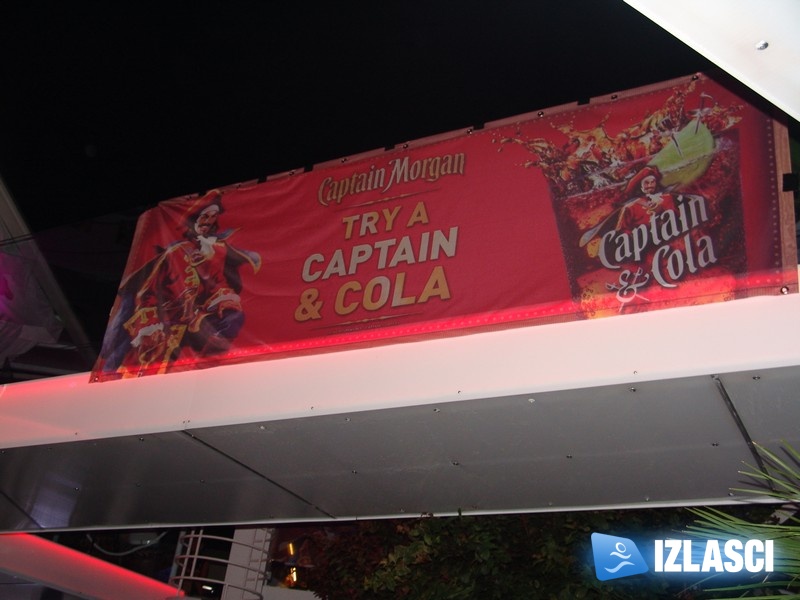 Captain Morgan
TRY A
CAPTAIN
& COLA
Captain
& Cola
IZLASCI